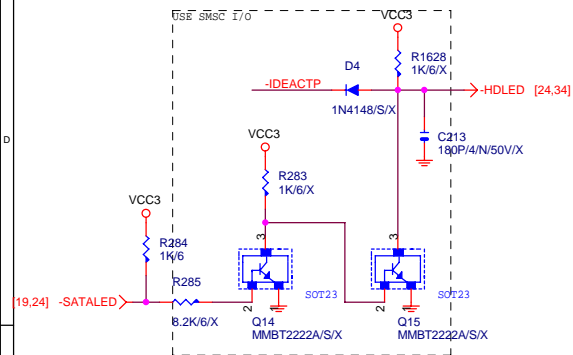 USE SMSC I/O
VCC3
D4
R1628
1K/6/X
-IDEACTP
-HDLED [24,34]
1N4148/S/X
D
C213
180P/4/N/50V/X
VCC3
R283
1K/6/X
VCC3
3
3
R284
1K/6
R285
SOT23
SOT23
[19,24] -SATALED
8.2K/6/X
2
1
2
1
Q14
Q15
MMBT2222A/S/X
MMBT2222A/S/X